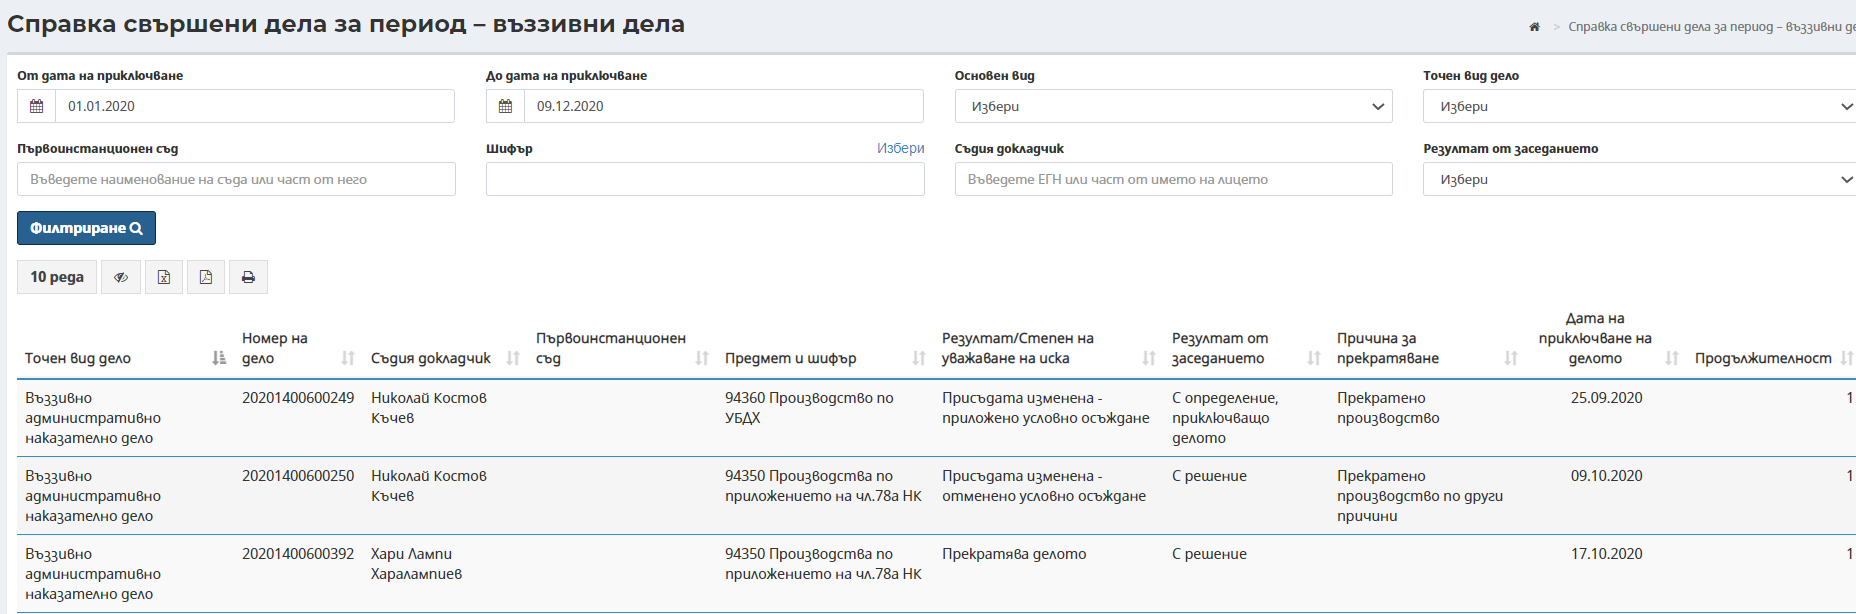 Справка свършени дела за период – въззивни дела
> Справка свършени дела за период – въззивни де
От дата на приключване До дата на приключване Основен вид Точен вид дело
01.01.2020 09.12.2020 Избери Избери
Първоинстанционен съд Шифър Избери Съдия докладчик Резултат от заседанието
Въведете наименование на съда или част от него Въведете ЕГН или част от името на лицето Избери
Филтриране
10 реда
Точен вид дело
Номер на
дело
Съдия докладчик
Първоинстанционен
съд
Предмет и шифър
Резултат/Степен на
уважаване на иска
Резултат от
заседанието
Причина за
прекратяване
Дата на
приключване на
делото
Продължителност
Въззивно
административно
наказателно дело
20201400600249
Николай Костов
Къчев
94360 Производство по
УБДХ
Присъдата изменена -
приложено условно осъждане
С определение,
приключващо
делото
Прекратено
производство
25.09.2020
1
Въззивно
административно
наказателно дело
20201400600250
Николай Костов
Къчев
94350 Производства по
приложението на чл.78а НК
Присъдата изменена -
отменено условно осъждане
С решение
Прекратено
производство по други
причини
09.10.2020
1
Въззивно
административно
наказателно дело
20201400600392
Хари Лампи
Харалампиев
94350 Производства по
приложението на чл.78а НК
Прекратява делото
С решение
17.10.2020
1